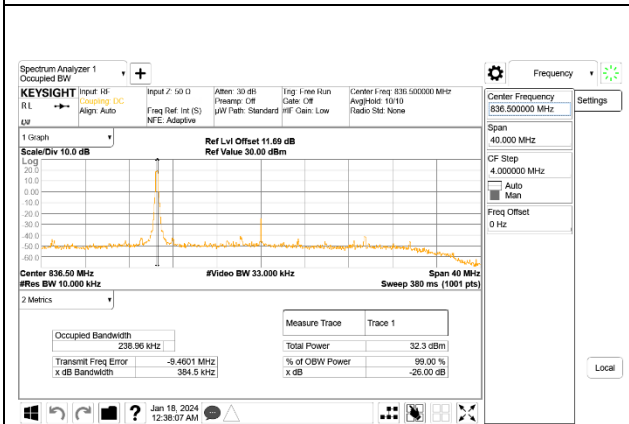 Spectrum Analyzer 1
Occupied BW
Frequency
KEYSIGHT
Input: RF
Coupling: DC
Align: Auto
Input Z: 50 Ω
Freq Ref: Int (S)
NFE: Adaptive
Atten: 30 dB
Preamp: Off
µW Path: Standard
Trig: Free Run
Gate: Off
#IF Gain: Low
Center Freq: 836.500000 MHz
Avg|Hold: 10/10
Radio Std: None
RL
Center Frequency
836.500000 MHz
Settings
Span
40.000 MHz
CF Step
4.000000 MHz
Auto
Man
Freq Offset
0 Hz
1 Graph
Scale/Div 10.0 dB
Ref Lvl Offset 11.69 dB
Ref Value 30.00 dBm
Log
20.0
10.0
0.00
-10.0
-20.0
-30.0
-40.0
-50.0
-60.0
Center 836.50 MHz
#Video BW 33.000 kHz
Span 40 MHz
#Res BW 10.000 kHz
Sweep 380 ms (1001 pts)
2 Metrics
Occupied Bandwidth
238.96 kHz
Transmit Freq Error
-9.4601 MHz
x dB Bandwidth
384.5 kHz
Measure Trace
Trace 1
Total Power
32.3 dBm
% of OBW Power
99.00 %
x dB
-26.00 dB
Local
Jan 18, 2024
12:38:07 AM